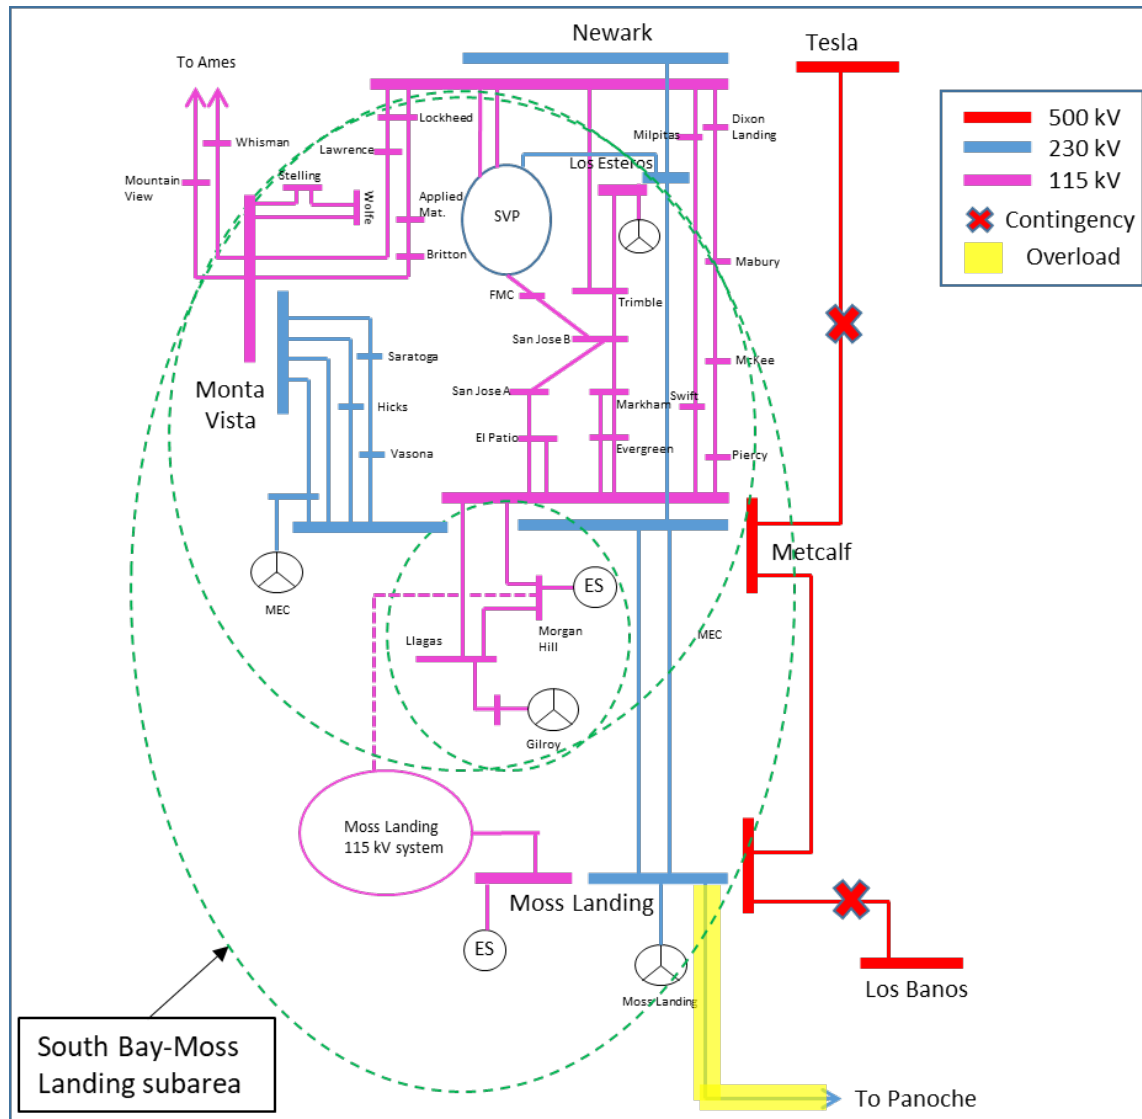 Newark
Tesla
To Ames
500 kV
230 kV
115 kV
Contingency
Overload
Lockheed
Whisman
Lawrence
Milpitas
Dixon
Landing
Los Esteros
Stelling
Mountain
View
Wolfe
Applied
Mat.
SVP
Britton
Mabury
FMC
Trimble
San Jose B
Saratoga
McKee
Monta
Vista
San Jose A
Hicks
Markham
Swift
El Patio
Evergreen
Vasona
Piercy
Metcalf
MEC
ES
Llagas
Morgan
Hill
MEC
Gilroy
Moss Landing
115 kV system
Moss Landing
ES
Moss Landing
Los Banos
South Bay-Moss
Landing subarea
To Panoche